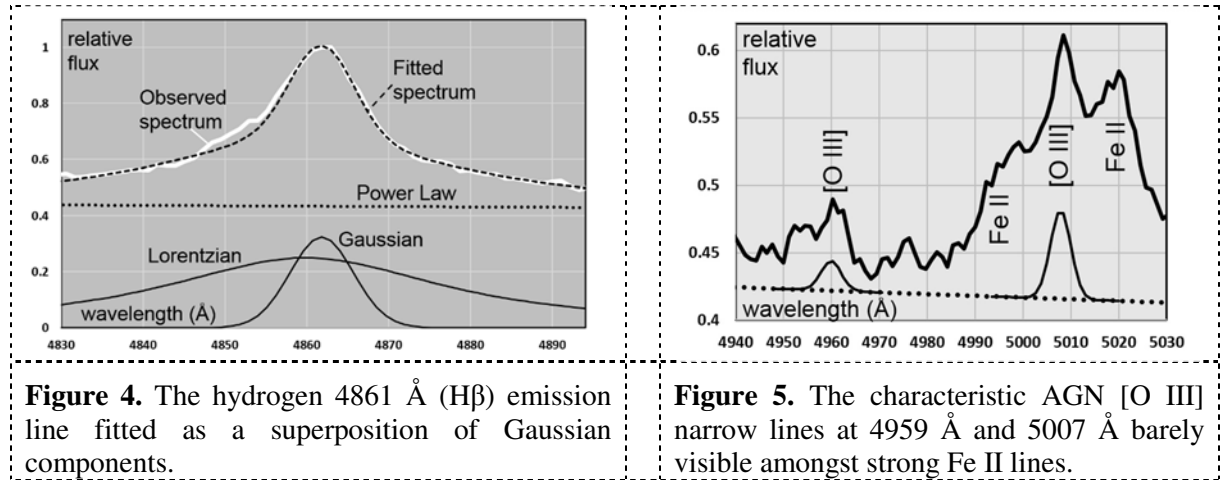 relative
flux
1
0.8
0.6
0.4
0.2
0
Observed
spectrum
Fitted
spectrum
Power Law
Lorentzian
Gaussian
wavelength (Å)
4830 4840 4850 4860 4870 4880 4890
Figure 4. The hydrogen 4861 Å (Hβ) emission
line fitted as a superposition of Gaussian
components.
relative
flux
0.6
0.55
0.5
0.45
0.4
[O III]
Fe II
[O III]
Fe II
wavelength (Å)
4940 4950 4960 4970 4980 4990 5000 5010 5020 5030
Figure 5. The characteristic AGN [O III]
narrow lines at 4959 Å and 5007 Å barely
visible amongst strong Fe II lines.